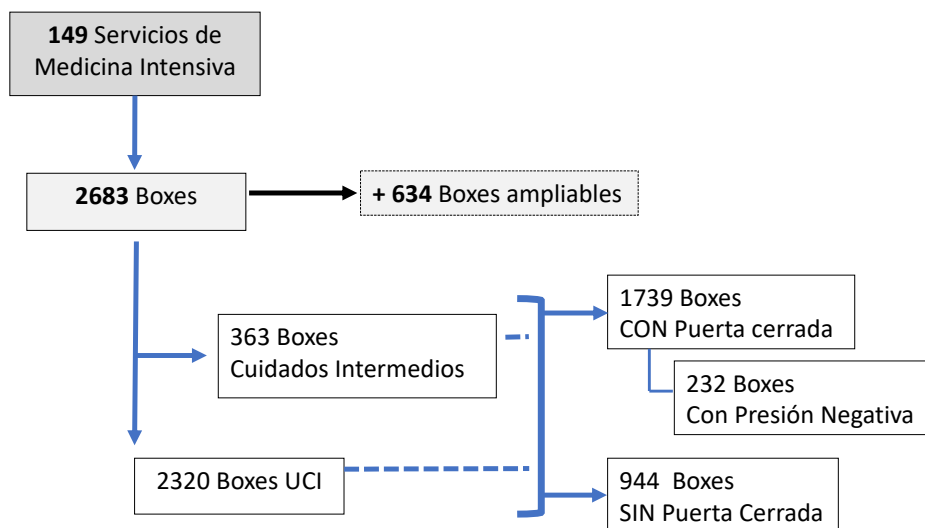 149 Servicios de
Medicina Intensiva
2683 Boxes
+ 634 Boxes ampliables
363 Boxes
Cuidados Intermedios
2320 Boxes UCI
1739 Boxes
CON Puerta cerrada
232 Boxes
Con Presión Negativa
944 Boxes
SIN Puerta Cerrada